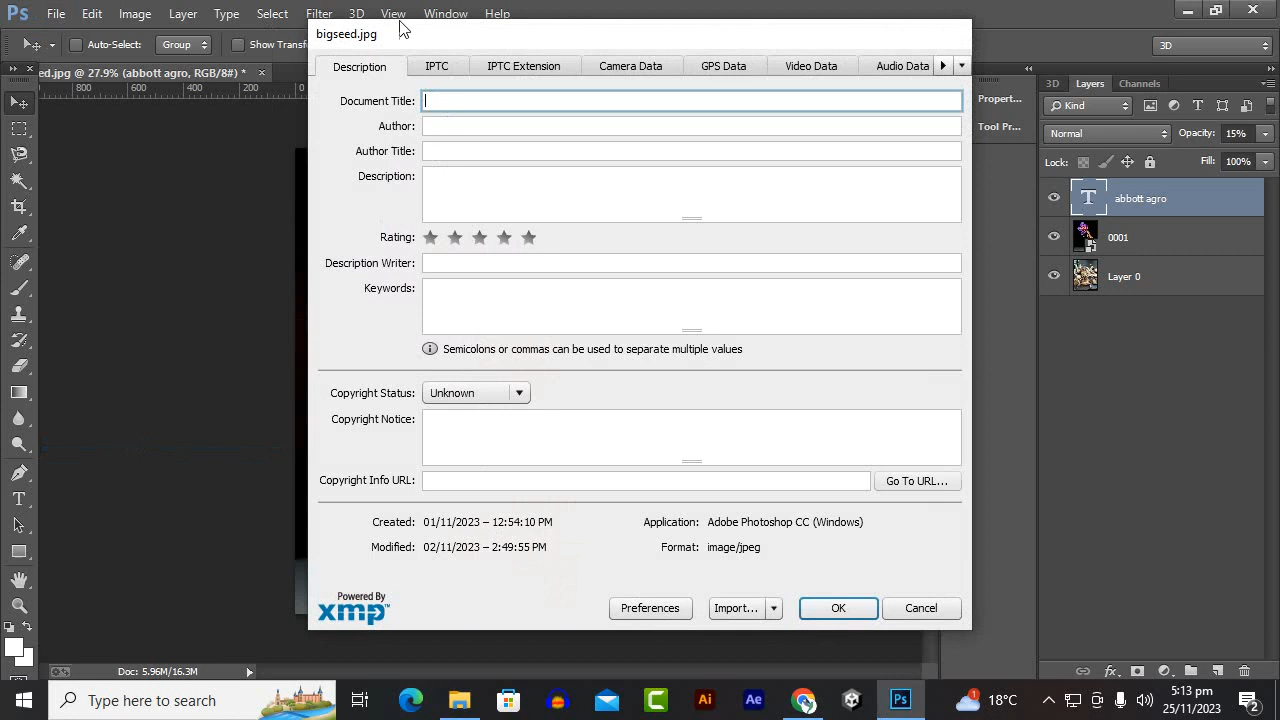 Ps File Edit Image Layer Type Select Filter 3D View Window Help
bigseed.jpg
Auto-Select: Group Show Transf 3D
ed.jpg @ 27.9% (abbott agro, RGB/8#) * ×
800 600 400 200 0
Description IPTC IPTC Extension Camera Data GPS Data Video Data Audio Data
Document Title:
Author:
Author Title:
Description:
Rating:
Description Writer:
Keywords:
Semicolons or commas can be used to separate multiple values
Copyright Status: Unknown
Copyright Notice:
Copyright Info URL: Go To URL...
Created: 01/11/2023 – 12:54:10 PM Application: Adobe Photoshop CC (Windows)
Modified: 02/11/2023 – 2:49:55 PM Format: image/jpeg
Powered By
xmp™
Preferences Import... OK Cancel
Propert...
Tool Pr...
3D Layers Channels
Kind
Normal Opacity: 15%
Lock: Fill: 100%
T abbott agro
0001
Layer 0
Doc: 5.96M/16.3M
Type here to search
Ai Ae Ps
1 18°C
:13 pm
25/11/2023
2